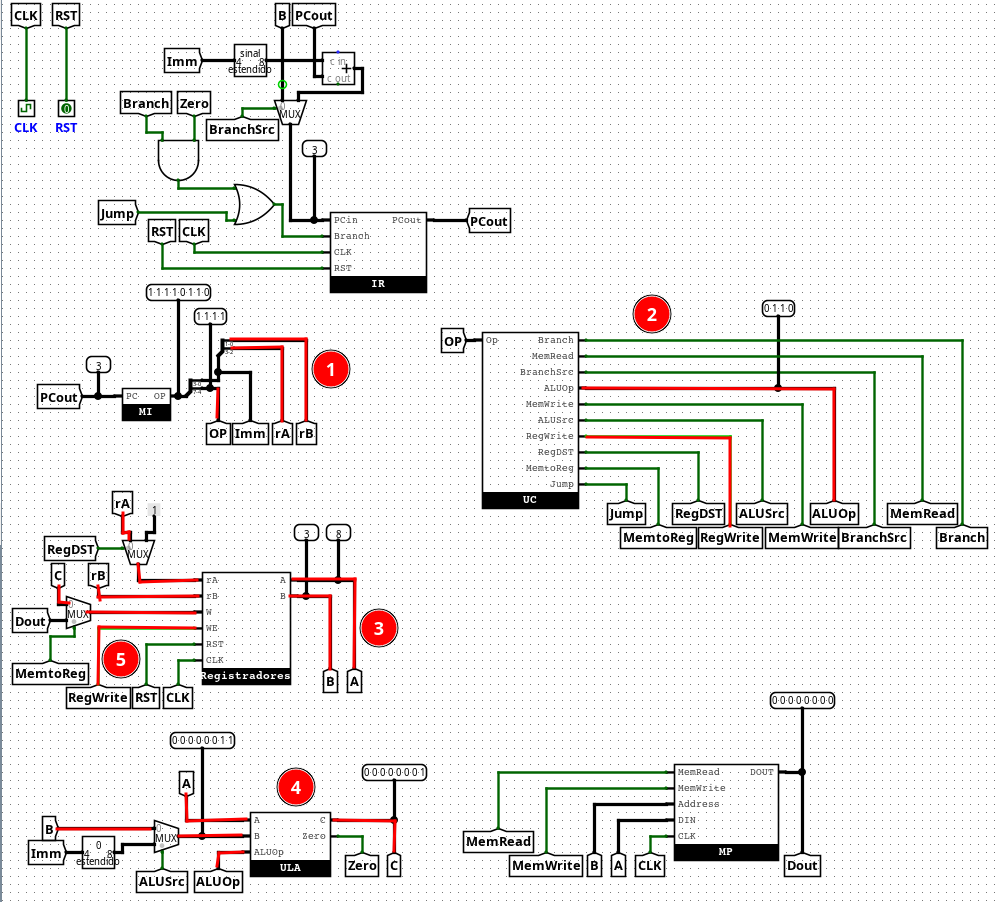 CLK RST B PCout
Imm sinal 4 8 estendido c in + c out
Branch Zero BranchSrc MUX
CLK RST
3
Jump
RST CLK
PCin PCout PCout
Branch
CLK
RST
IR
1 1 1 1 0 1 1 0
1 1 1 1
1
3
PCout PC OP
MI
OP Imm rA rB
2
0 1 1 0
OP Op Branch
MemRead
BranchSrc
ALUOp
MemWrite
ALUSrc
RegWrite
RegDST
MemtoReg
Jump
UC
Jump RegDST ALUSrc ALUOp MemRead
MemtoReg RegWrite MemWrite BranchSrc Branch
rA 1
RegDST MUX
3 8
C rB
Dout MUX
MemtoReg
rA A
rB B
W
WE
RST
CLK
Registradores
3
5
RegWrite RST CLK
B A
0 0 0 0 0 0 1 1
0 0 0 0 0 0 0 1
4
A
B
Imm 0 4 8 estendido MUX
A C
B Zero
ALUOp
ULA
ALUSrc ALUOp Zero C
0 0 0 0 0 0 0 0
MemRead DOUT
MemWrite
Address
DIN
CLK
MP
MemRead
MemWrite B A CLK Dout